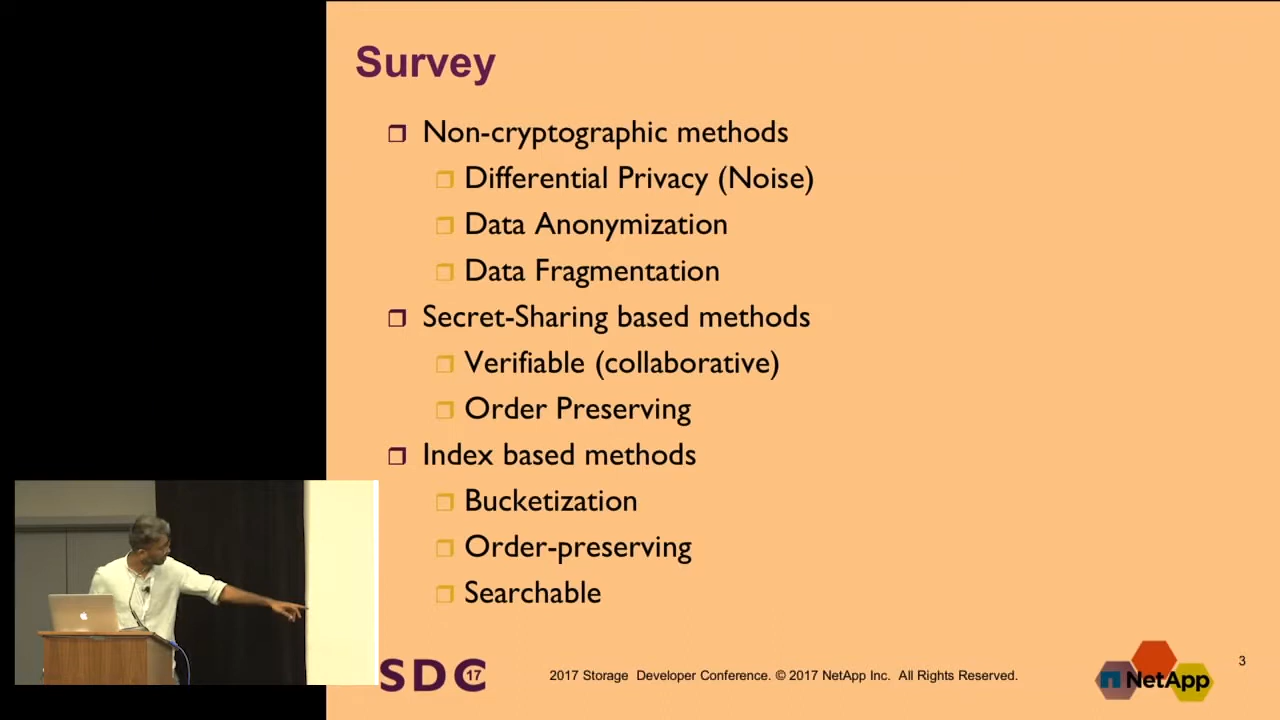 Survey
Non-cryptographic methods
Differential Privacy (Noise)
Data Anonymization
Data Fragmentation
Secret-Sharing based methods
Verifiable (collaborative)
Order Preserving
Index based methods
Bucketization
Order-preserving
Searchable
SDC 17
2017 Storage Developer Conference. © 2017 NetApp Inc. All Rights Reserved.
NetApp
3